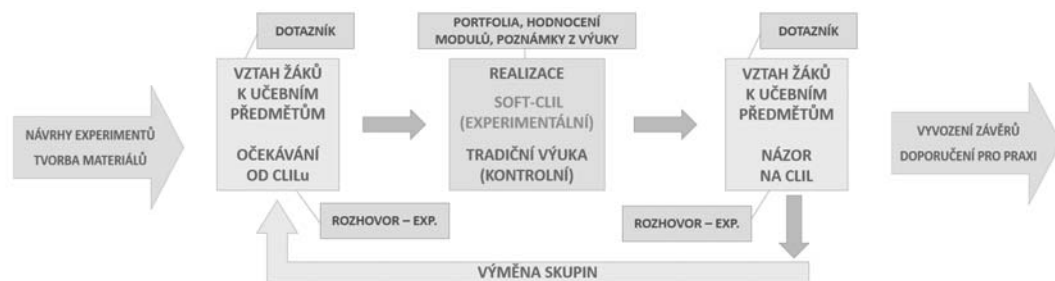 NÁVRHY EXPERIMENTŮ
TVORBA MATERIÁLŮ
DOTAZNÍK
VZTAH ŽÁKŮ
K UČEBNÍM
PŘEDMĚTŮM
OČEKÁVÁNÍ
OD CLILu
ROZHOVOR – EXP.
PORTFOLIA, HODNOCENÍ
MODULŮ, POZNÁMKY Z VÝUKY
REALIZACE
SOFT-CLIL
(EXPERIMENTÁLNÍ)
TRADIČNÍ VÝUKA
(KONTROLNÍ)
DOTAZNÍK
VZTAH ŽÁKŮ
K UČEBNÍM
PŘEDMĚTŮM
NÁZOR
NA CLIL
ROZHOVOR – EXP.
VYVOZENÍ ZÁVĚRŮ
DOPORUČENÍ PRO PRAXI
VÝMĚNA SKUPIN